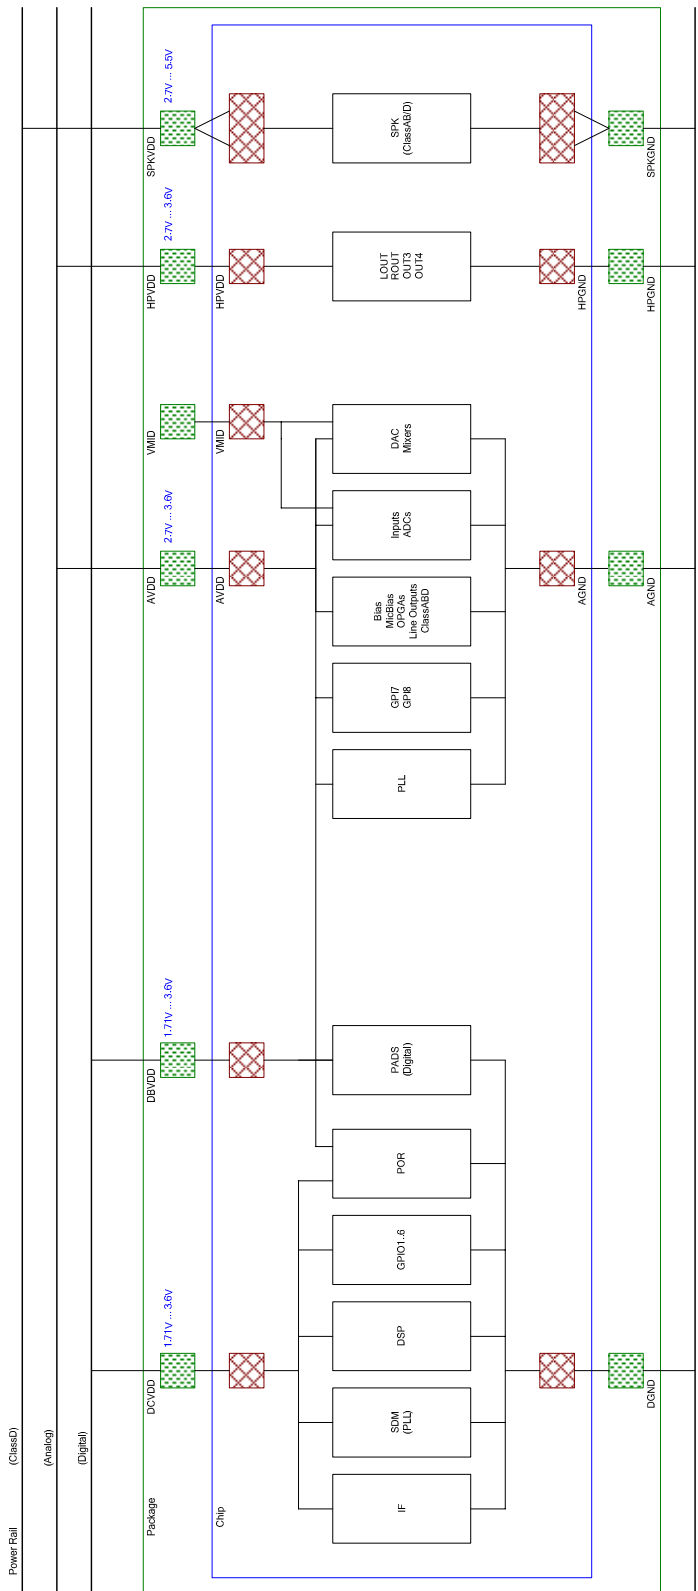 Power Rail
(ClassD)
(Analog)
(Digital)
Package
Chip
DCVDD
1.71V ... 3.6V
DBVDD
1.71V ... 3.6V
AVDD
2.7V ... 3.6V
VMID
HPVDD
2.7V ... 3.6V
SPKVDD
2.7V ... 5.5V
AVDD
VMID
HPVDD
IF
SDM
(PLL)
DSP
GPIO1..6
POR
PADS
(Digital)
PLL
GPI7
GPI8
Bias
MicBias
OPGAs
Line Outputs
ClassABD
Inputs
ADCs
DAC
Mixers
LOUT
ROUT
OUT3
OUT4
SPK
(ClassAB/D)
AGND
HPGND
DGND
AGND
HPGND
SPKGND